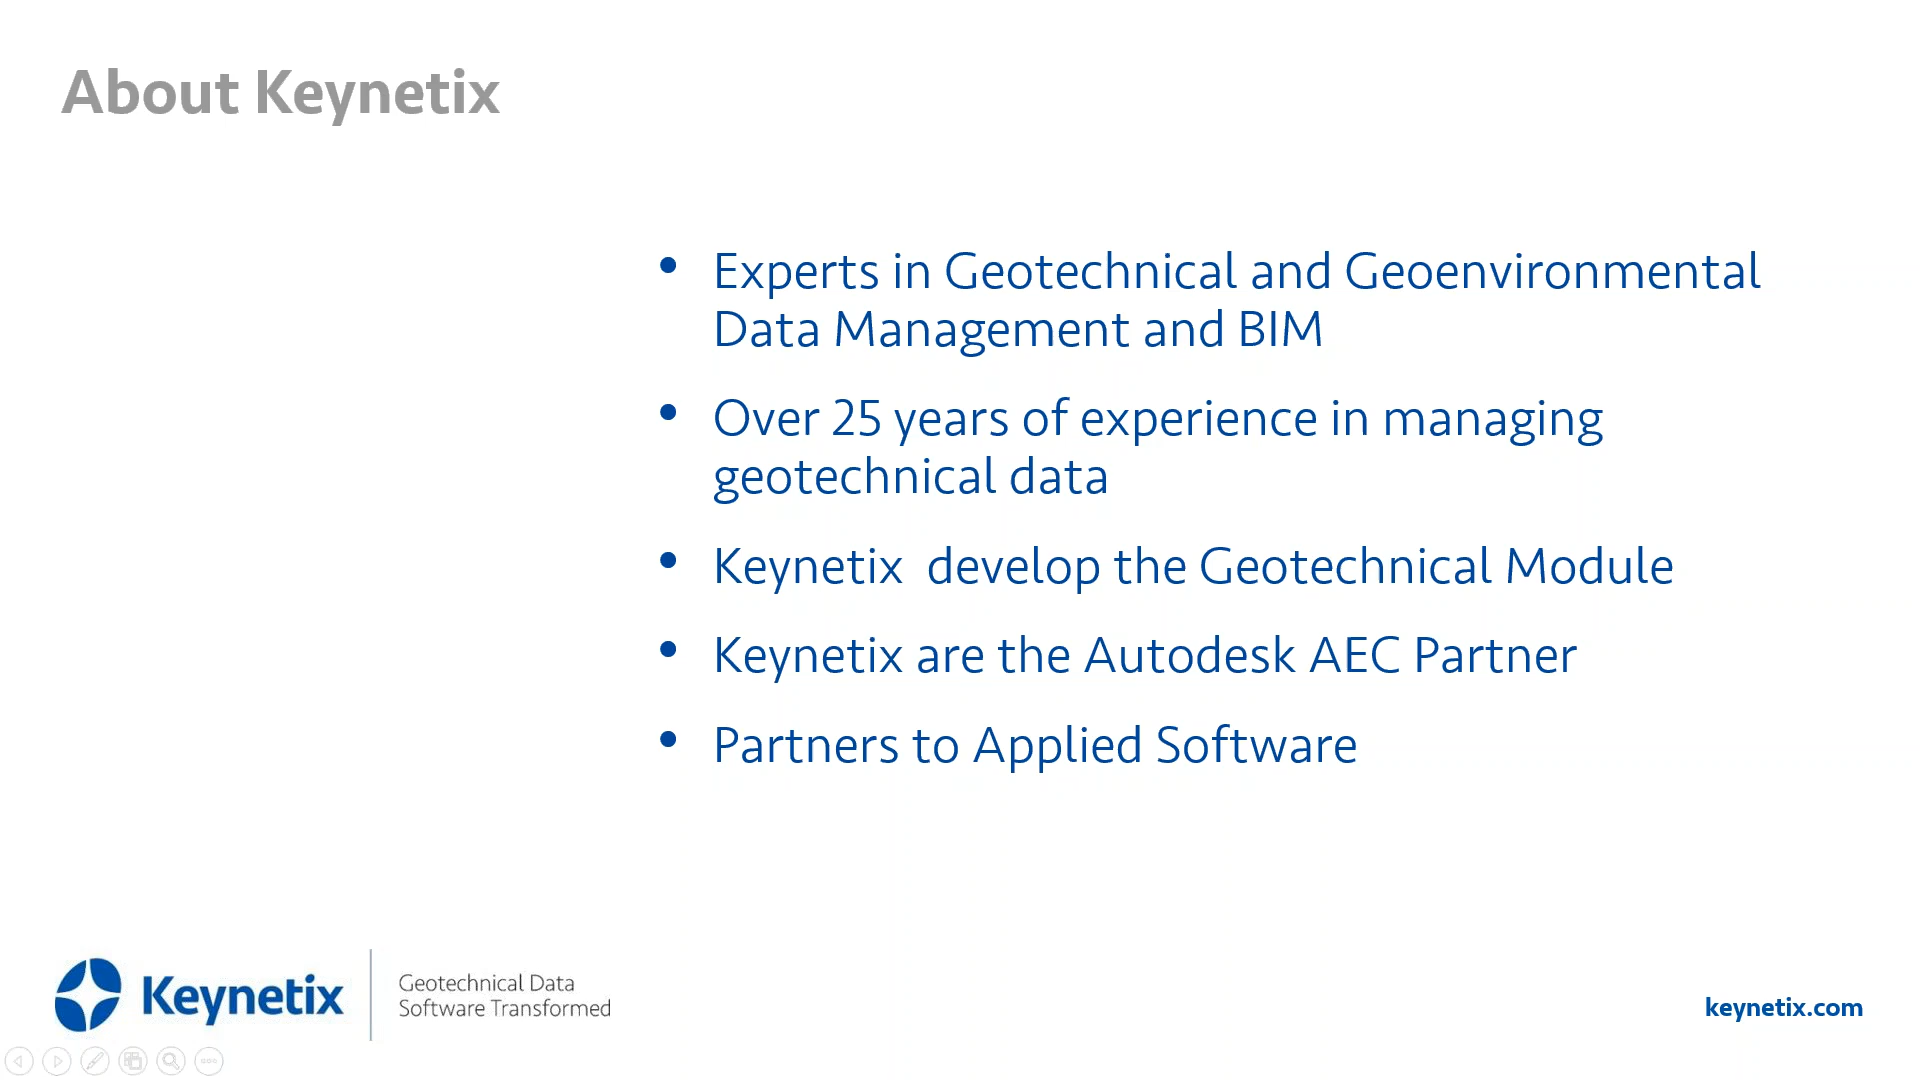 About Keynetix
• Experts in Geotechnical and Geoenvironmental
Data Management and BIM
• Over 25 years of experience in managing
geotechnical data
• Keynetix  develop the Geotechnical Module
• Keynetix are the Autodesk AEC Partner
• Partners to Applied Software
Keynetix
Geotechnical Data
Software Transformed
keynetix.com